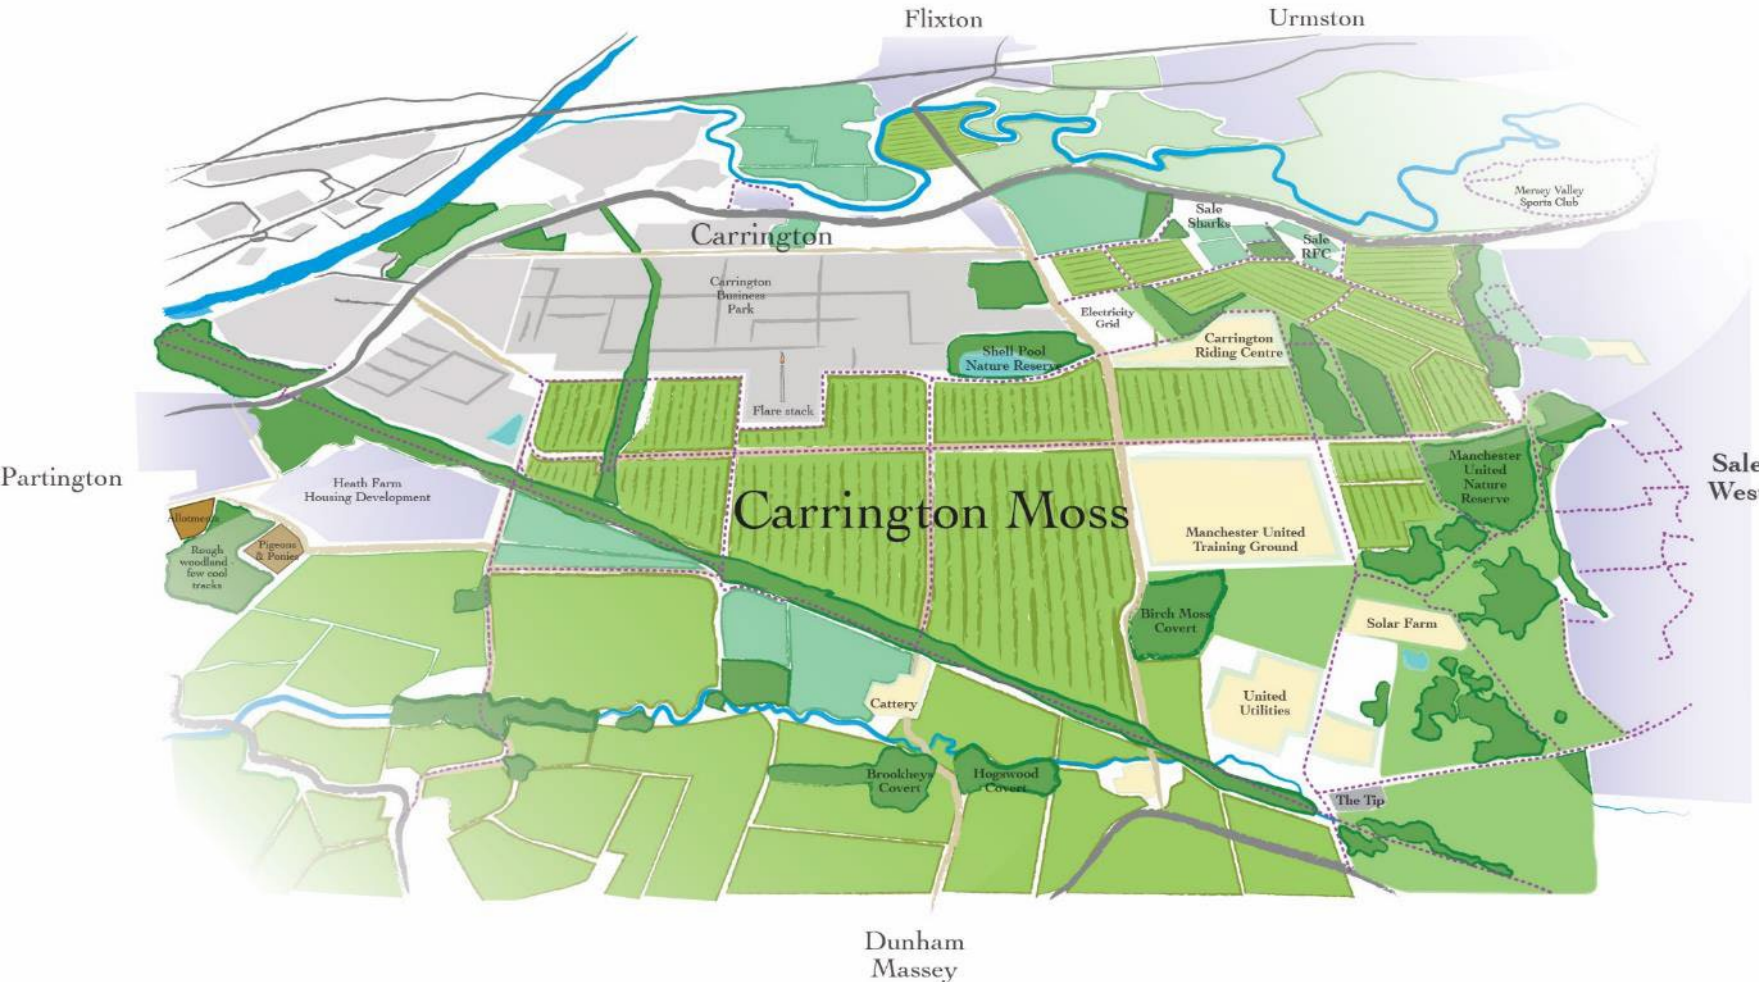 Flixton
Urmston
Mersey Valley
Sports Club
Sale
Sharks
Sale
RFC
Carrington
Carrington
Business
Park
Electricity
Grid
Carrington
Riding Centre
Shell Pool
Nature Reserve
Flare stack
Partington
Heath Farm
Housing Development
Manchester
United
Nature
Reserve
Sale
West
Carrington Moss
Allotments
Pigeons
& Ponies
Rough
woodland -
few cool
tracks
Manchester United
Training Ground
Birch Moss
Covert
Solar Farm
Cattery
United
Utilities
Brookheys
Covert
Hogswood
Covert
The Tip
Dunham
Massey